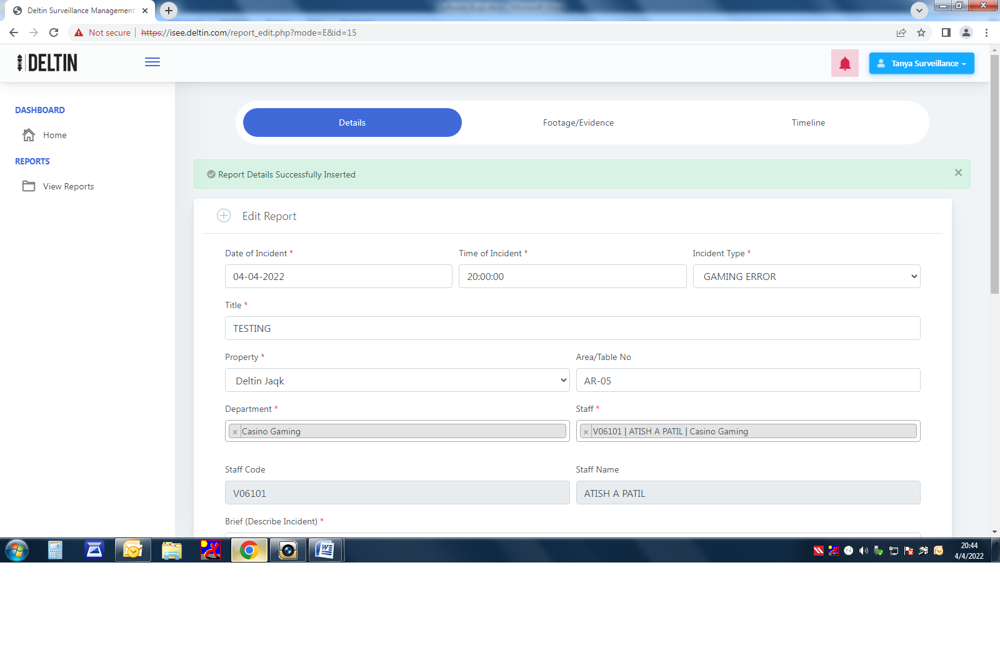 Deltin Surveillance Management
Not secure
https://isee.deltin.com/report_edit.php?mode=E&id=15
DELTIN
Tanya Surveillance
DASHBOARD
Home
REPORTS
View Reports
Details
Footage/Evidence
Timeline
Report Details Successfully Inserted
Edit Report
Date of Incident *
Time of Incident *
Incident Type *
04-04-2022
20:00:00
GAMING ERROR
Title *
TESTING
Property *
Area/Table No
Deltin Jaqk
AR-05
Department *
Staff *
× Casino Gaming
× V06101 | ATISH A PATIL | Casino Gaming
Staff Code
Staff Name
V06101
ATISH A PATIL
Brief (Describe Incident) *
20:44
4/4/2022